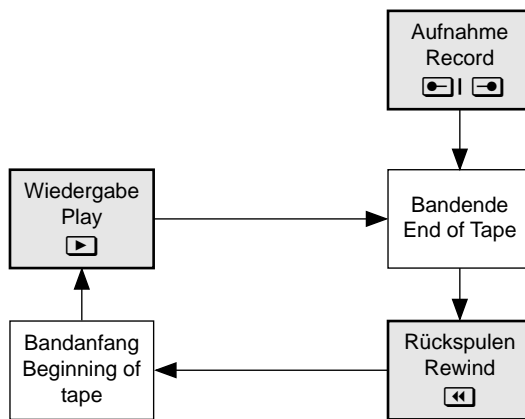 Aufnahme
Record
Wiedergabe
Play
Bandende
End of Tape
Bandanfang
Beginning of
tape
Rückspulen
Rewind